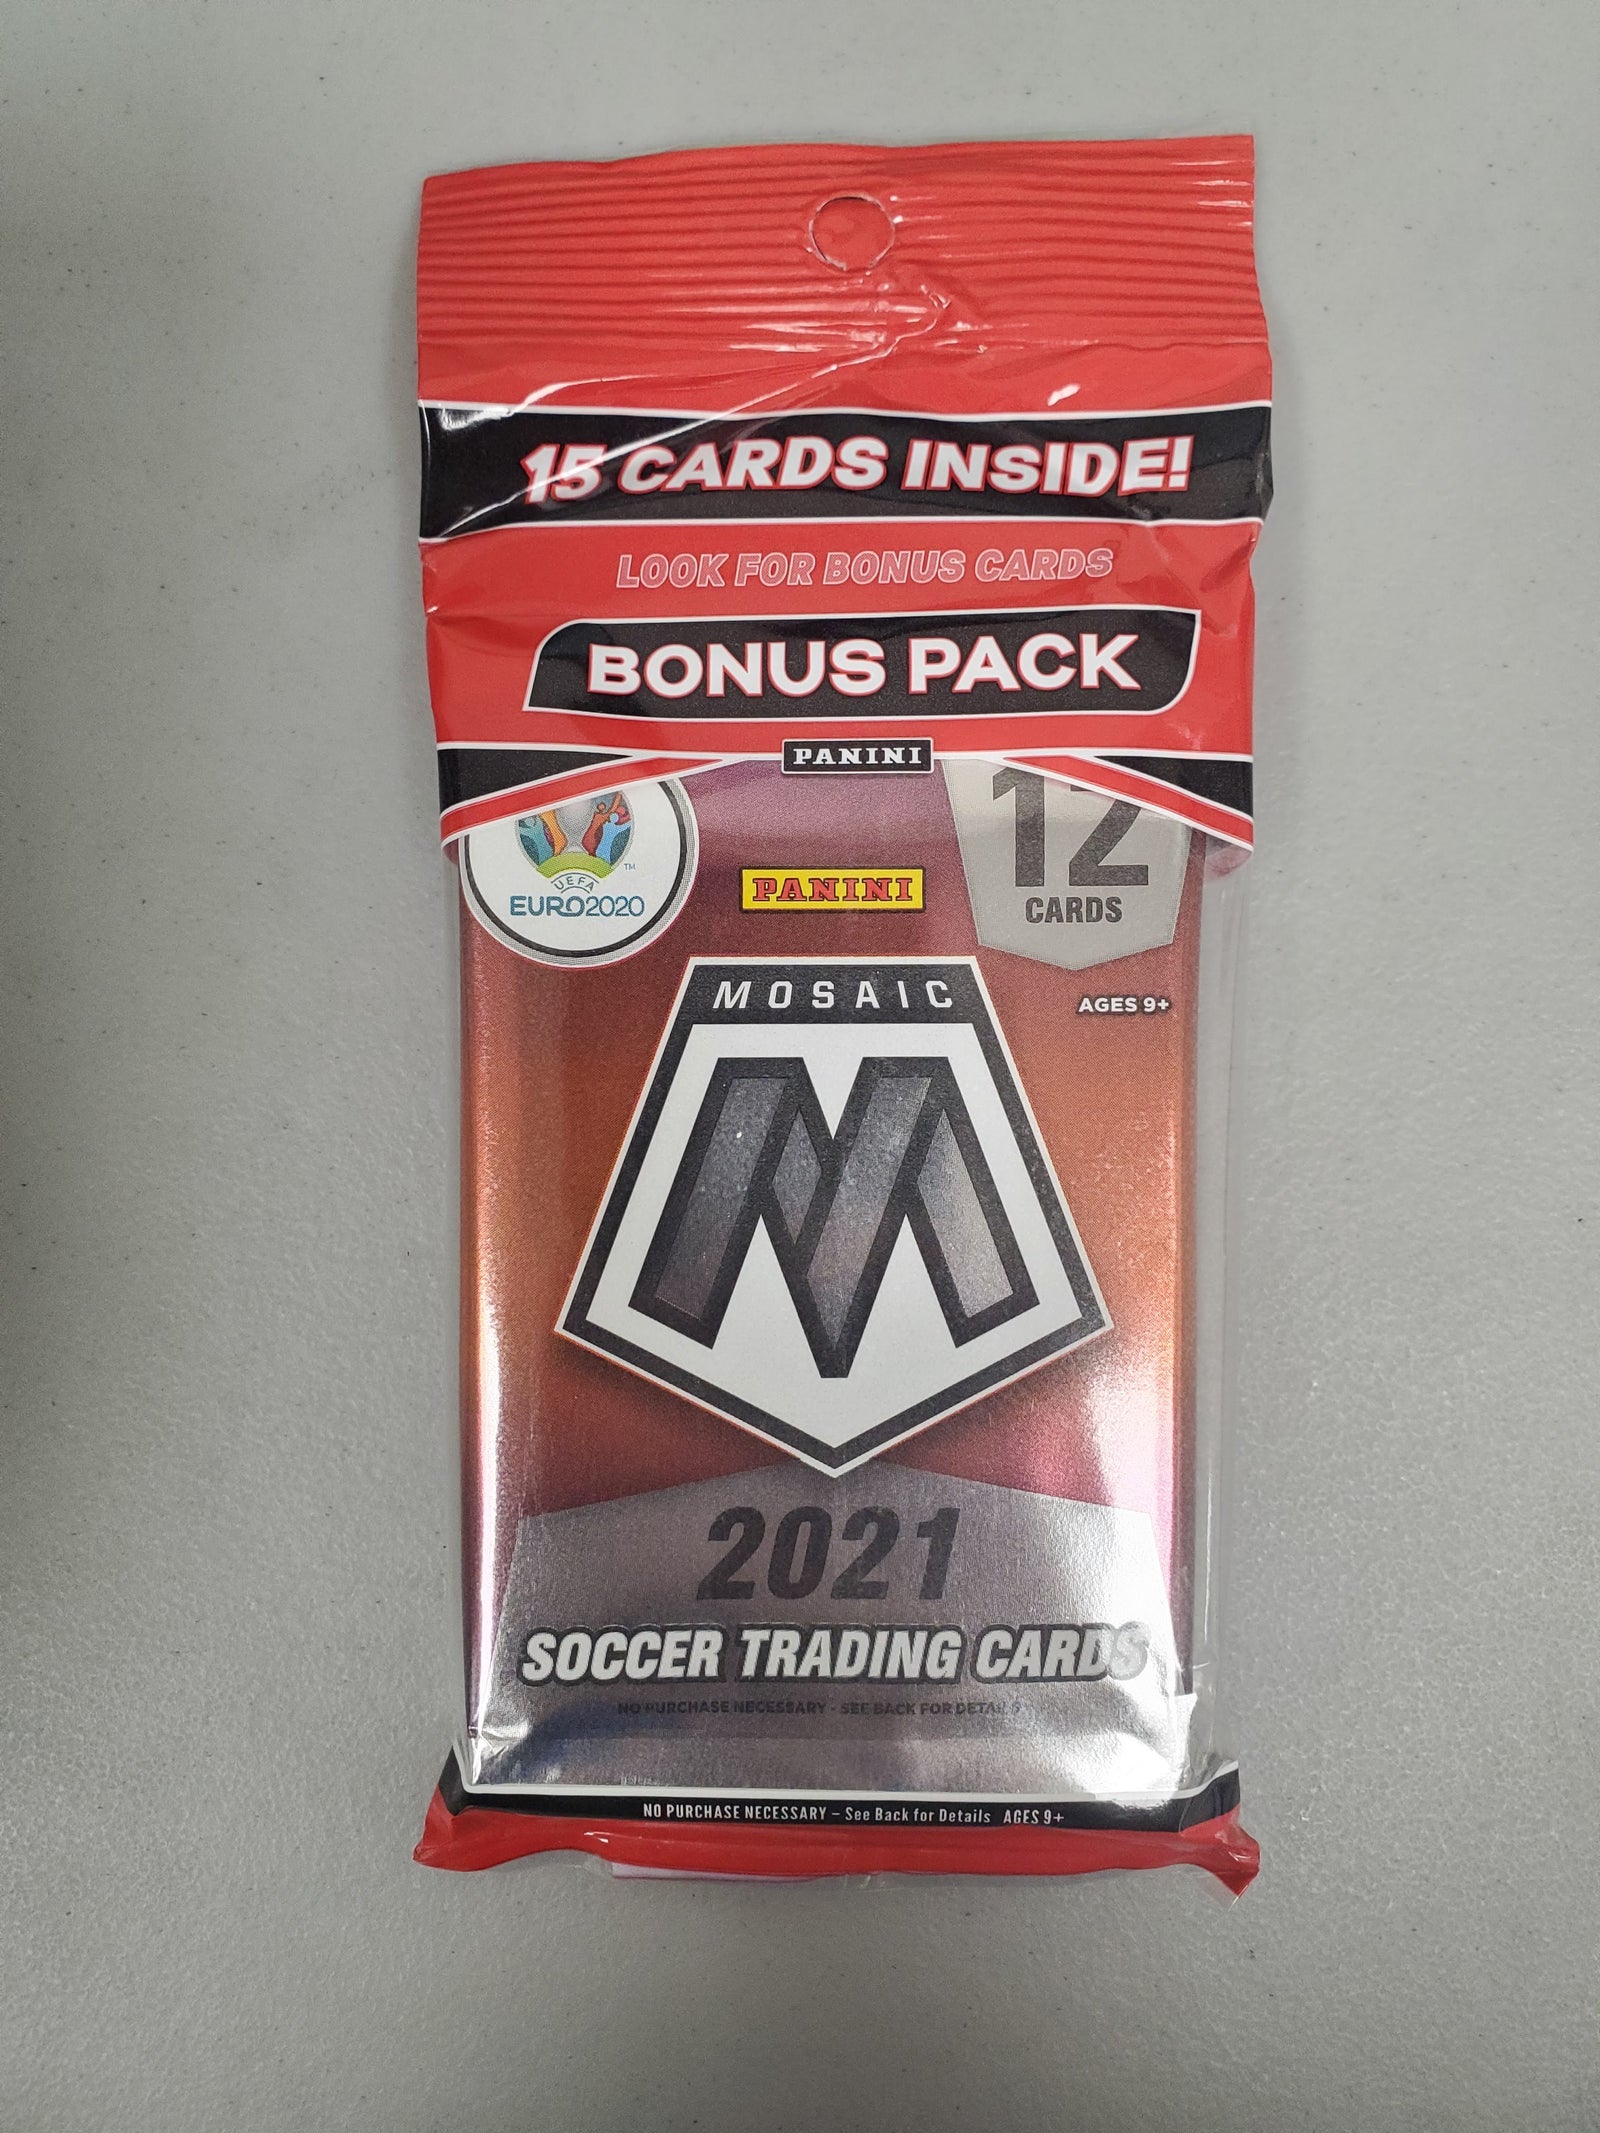 15 CARDS INSIDE!
LOOK FOR BONUS CARDS
BONUS PACK
PANINI
12
CARDS
TM
UEFA
EURO2020
PANINI
AGES 9+
MOSAIC
M
2021
SOCCER TRADING CARDS
NO PURCHASE NECESSARY - SEE BACK FOR DETAILS
NO PURCHASE NECESSARY – See Back for Details AGES 9+